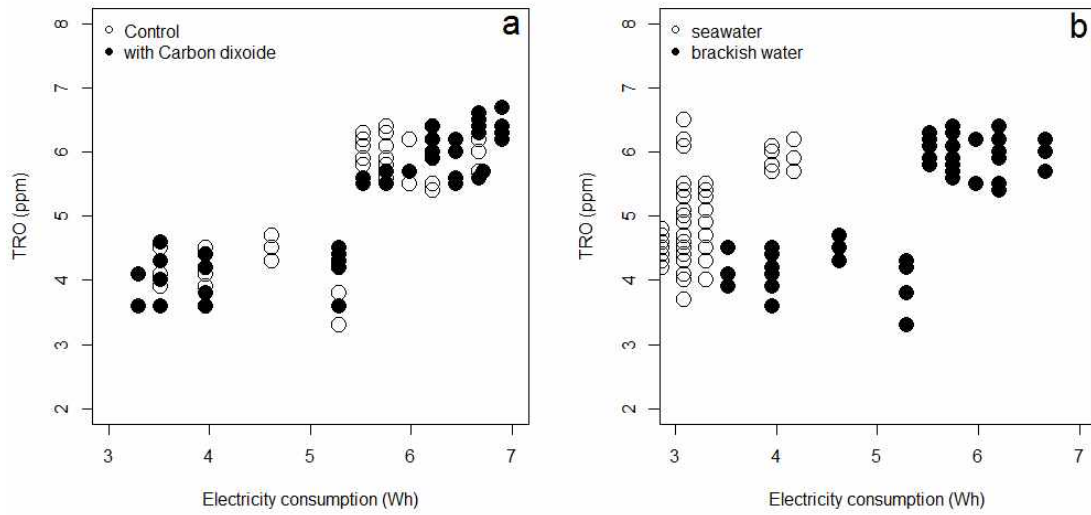 a
Control
with Carbon dixoide
8
7
6
5
4
3
2
TRO (ppm)
3 4 5 6 7
Electricity consumption (Wh)
b
seawater
brackish water
8
7
6
5
4
3
2
TRO (ppm)
3 4 5 6 7
Electricity consumption (Wh)